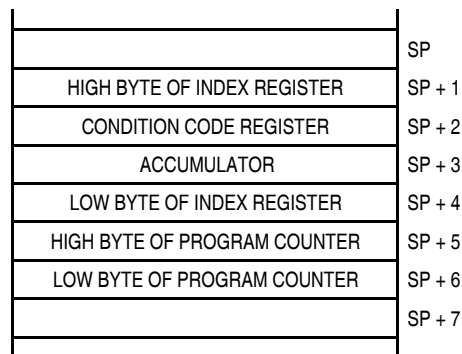 SP
HIGH BYTE OF INDEX REGISTER SP + 1
CONDITION CODE REGISTER SP + 2
ACCUMULATOR SP + 3
LOW BYTE OF INDEX REGISTER SP + 4
HIGH BYTE OF PROGRAM COUNTER SP + 5
LOW BYTE OF PROGRAM COUNTER SP + 6
SP + 7